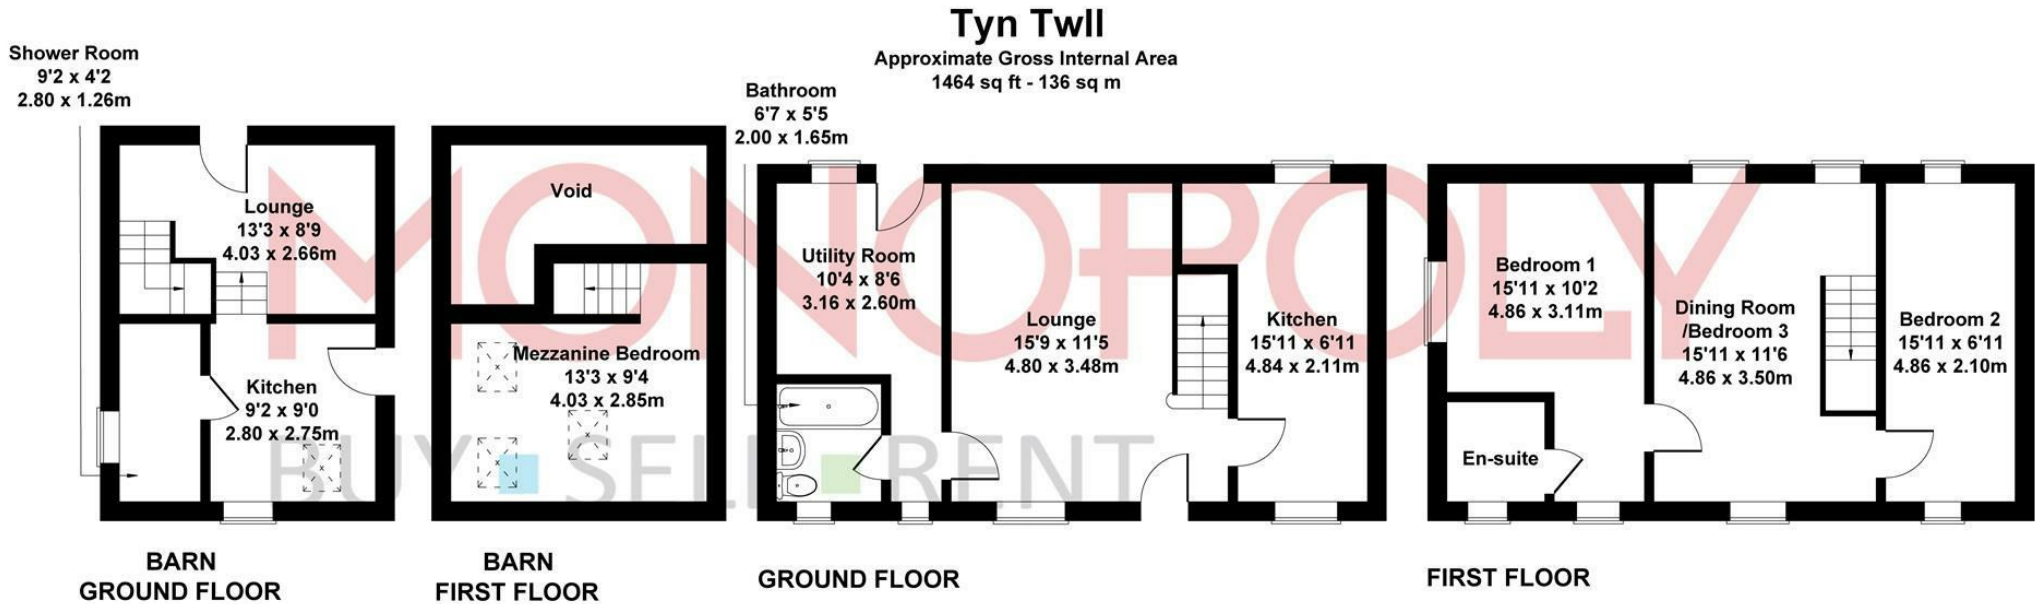 Tyn Twll
Approximate Gross Internal Area
1464 sq ft - 136 sq m
Shower Room
9'2 x 4'2
2.80 x 1.26m
Lounge
13'3 x 8'9
4.03 x 2.66m
Kitchen
9'2 x 9'0
2.80 x 2.75m
BARN
GROUND FLOOR
Void
Mezzanine Bedroom
13'3 x 9'4
4.03 x 2.85m
BARN
FIRST FLOOR
Bathroom
6'7 x 5'5
2.00 x 1.65m
Utility Room
10'4 x 8'6
3.16 x 2.60m
Lounge
15'9 x 11'5
4.80 x 3.48m
Kitchen
15'11 x 6'11
4.84 x 2.11m
GROUND FLOOR
Bedroom 1
15'11 x 10'2
4.86 x 3.11m
En-suite
Dining Room
/Bedroom 3
15'11 x 11'6
4.86 x 3.50m
Bedroom 2
15'11 x 6'11
4.86 x 2.10m
FIRST FLOOR
MONOPOLY
BUY SELL RENT